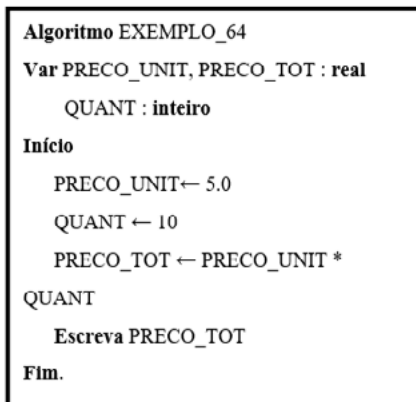 Algoritmo EXEMPLO_64
Var PRECO_UNIT, PRECO_TOT : real
QUANT : inteiro
Início
PRECO_UNIT← 5.0
QUANT ← 10
PRECO_TOT ← PRECO_UNIT *
QUANT
Escreva PRECO_TOT
Fim.